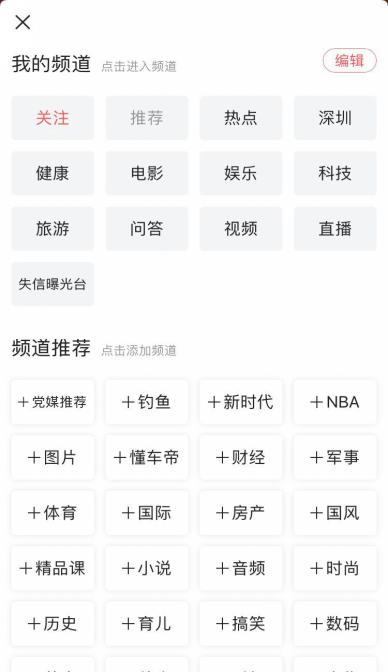 我的频道 点击进入频道 编辑
关注 推荐 热点 深圳
健康 电影 娱乐 科技
旅游 问答 视频 直播
失信曝光台
频道推荐 点击添加频道
+党媒推荐 +钓鱼 +新时代 +NBA
+图片 +懂车帝 +财经 +军事
+体育 +国际 +房产 +国风
+精品课 +小说 +音频 +时尚
+历史 +育儿 +搞笑 +数码